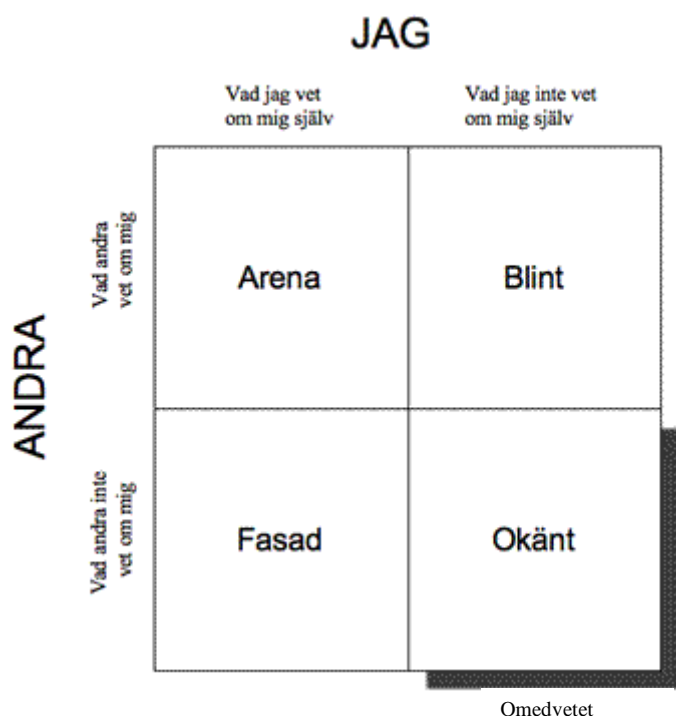 JAG
Vad jag vet
om mig själv
Vad jag inte vet
om mig själv
ANDRA
Vad andra
vet om mig
Arena
Blint
Vad andra inte
vet om mig
Fasad
Okänt
Omedvetet